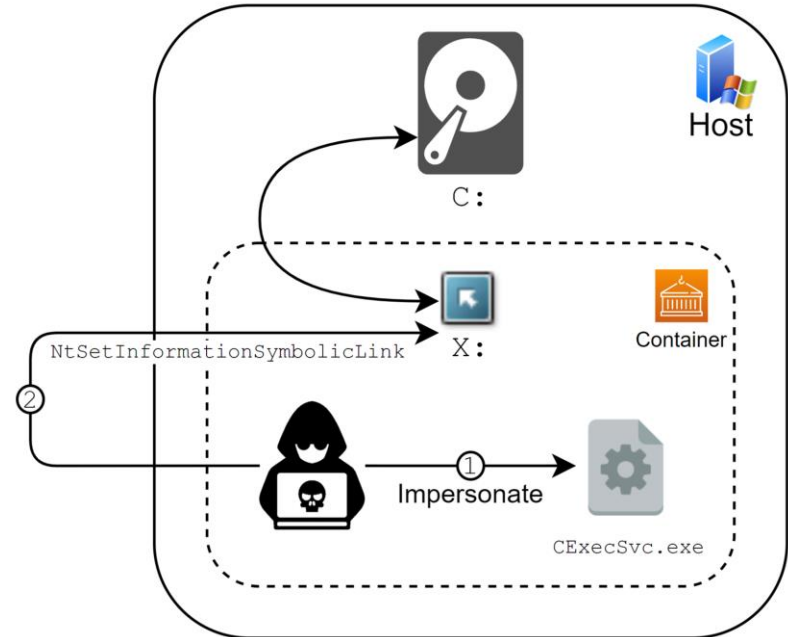 Host
C:
Container
NtSetInformationSymbolicLink
X:
2
1
Impersonate
CExecSvc.exe